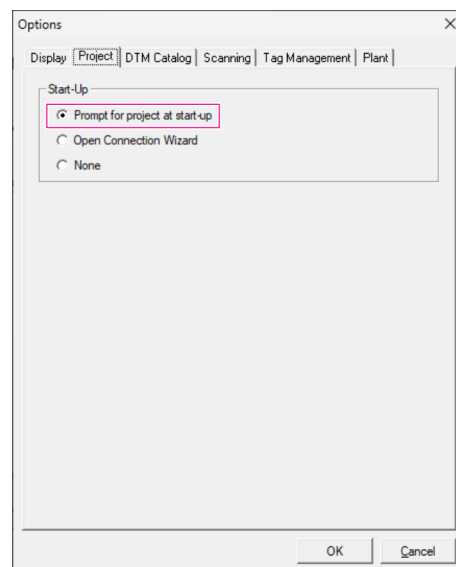 Options
Display Project DTM Catalog Scanning Tag Management Plant
Start-Up
Prompt for project at start-up
Open Connection Wizard
None
OK Cancel